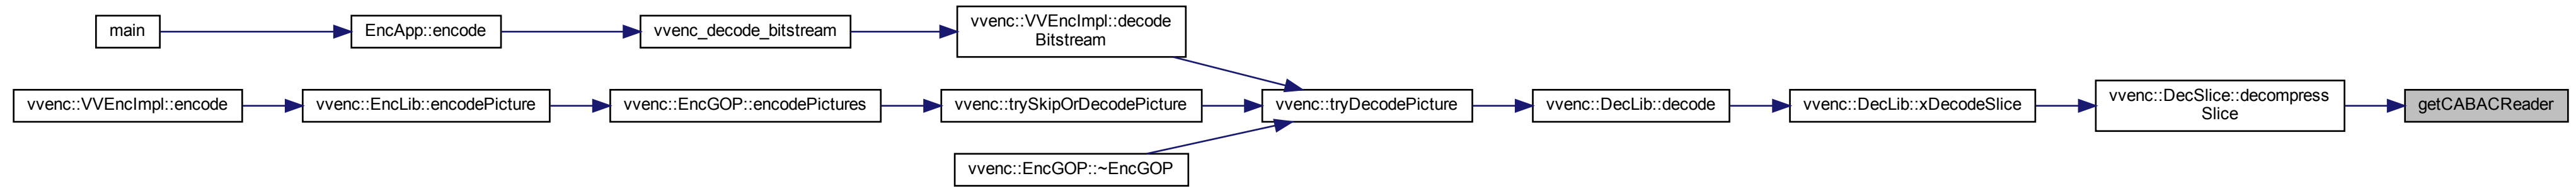 main
EncApp::encode
vvenc_decode_bitstream
vvenc::VVEncImpl::decode
Bitstream
vvenc::VVEncImpl::encode
vvenc::EncLib::encodePicture
vvenc::EncGOP::encodePictures
vvenc::trySkipOrDecodePicture
vvenc::tryDecodePicture
vvenc::DecLib::decode
vvenc::DecLib::xDecodeSlice
vvenc::DecSlice::decompress
Slice
getCABACReader
vvenc::EncGOP::~EncGOP